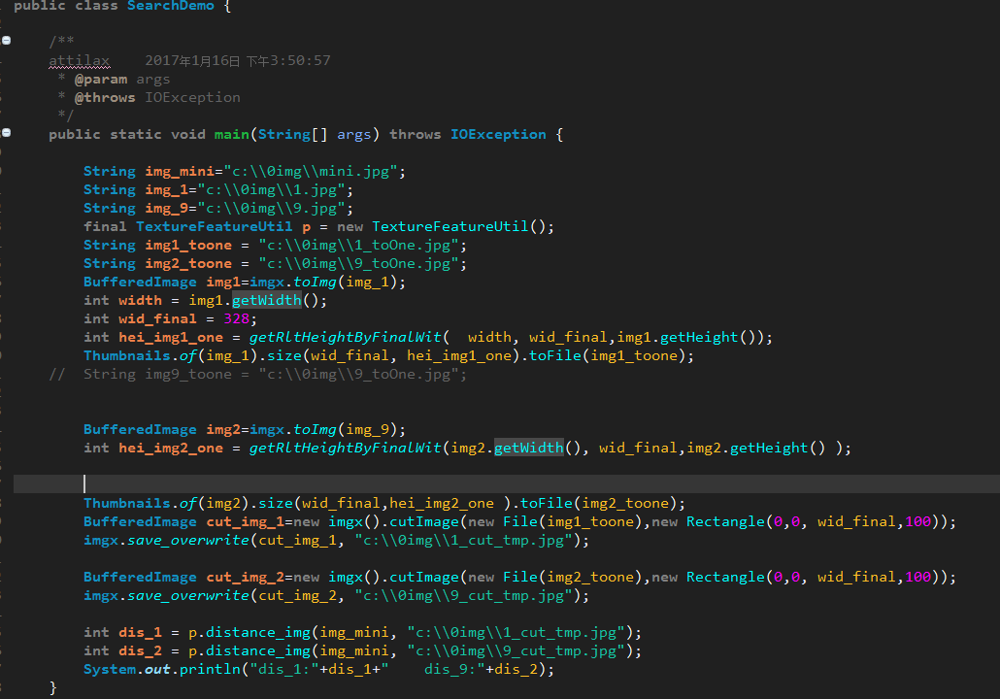 public class SearchDemo {
/**
attilax    2017年1月16日 下午3:50:57
* @param args
* @throws IOException
*/
public static void main(String[] args) throws IOException {
String img_mini="c:\\0img\\mini.jpg";
String img_1="c:\\0img\\1.jpg";
String img_9="c:\\0img\\9.jpg";
final TextureFeatureUtil p = new TextureFeatureUtil();
String img1_toone = "c:\\0img\\1_toOne.jpg";
String img2_toone = "c:\\0img\\9_toOne.jpg";
BufferedImage img1=imgx.toImg(img_1);
int width = img1.getWidth();
int wid_final = 328;
int hei_img1_one = getRltHeightByFinalWit(  width, wid_final,img1.getHeight());
Thumbnails.of(img_1).size(wid_final, hei_img1_one).toFile(img1_toone);
//  String img9_toone = "c:\\0img\\9_toOne.jpg";
BufferedImage img2=imgx.toImg(img_9);
int hei_img2_one = getRltHeightByFinalWit(img2.getWidth(), wid_final,img2.getHeight() );
Thumbnails.of(img2).size(wid_final,hei_img2_one ).toFile(img2_toone);
BufferedImage cut_img_1=new imgx().cutImage(new File(img1_toone),new Rectangle(0,0, wid_final,100));
imgx.save_overwrite(cut_img_1, "c:\\0img\\1_cut_tmp.jpg");
BufferedImage cut_img_2=new imgx().cutImage(new File(img2_toone),new Rectangle(0,0, wid_final,100));
imgx.save_overwrite(cut_img_2, "c:\\0img\\9_cut_tmp.jpg");
int dis_1 = p.distance_img(img_mini, "c:\\0img\\1_cut_tmp.jpg");
int dis_2 = p.distance_img(img_mini, "c:\\0img\\9_cut_tmp.jpg");
System.out.println("dis_1:"+dis_1+"    dis_9:"+dis_2);
}